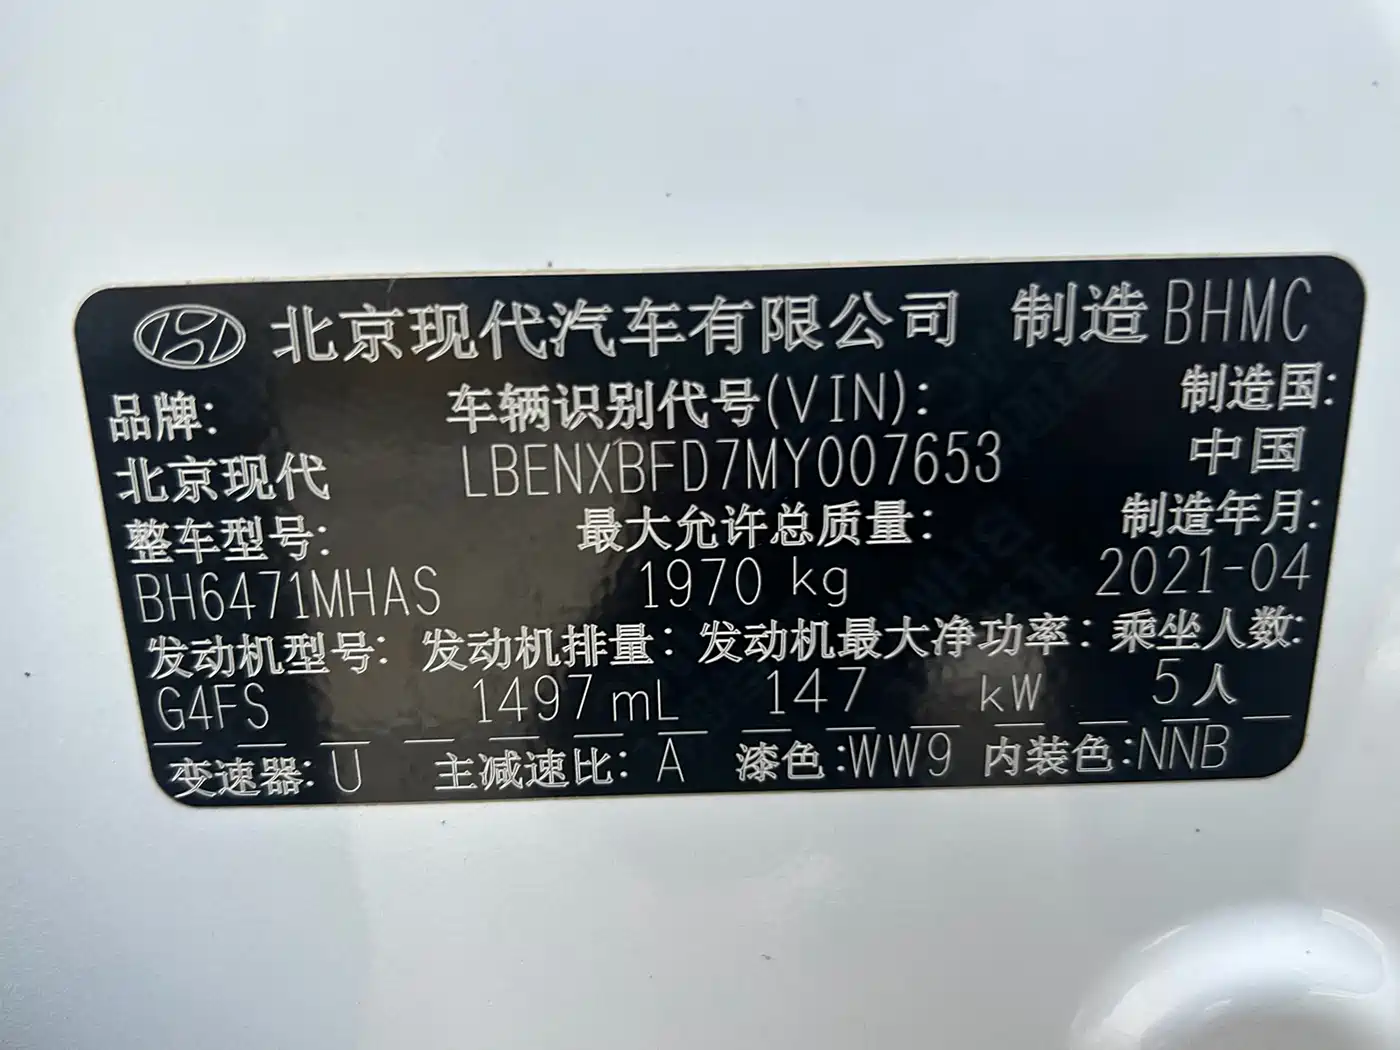 北京现代汽车有限公司 制造 BHMC
品牌: 车辆识别代号(VIN): 制造国:
北京现代 LBENXBFD7MY007653 中国
整车型号: 最大允许总质量: 制造年月:
BH6471MHAS 1970 kg 2021-04
发动机型号: 发动机排量: 发动机最大净功率: 乘坐人数:
G4FS 1497 mL 147 kW 5人
变速器: U 主减速比: A 漆色:WW9 内装色:NNB